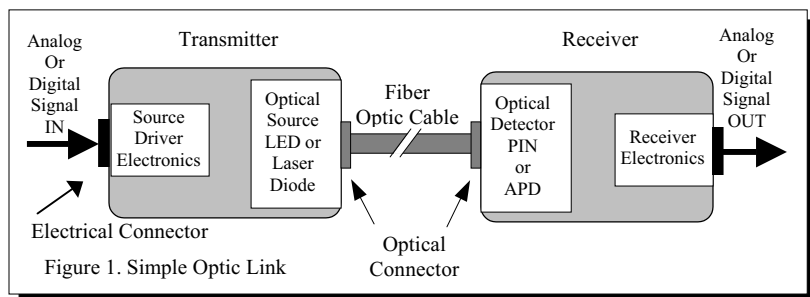 Analog
Or
Digital
Signal
IN
Transmitter
Source
Driver
Electronics
Optical
Source
LED or
Laser
Diode
Fiber
Optic Cable
Receiver
Optical
Detector
PIN
or
APD
Receiver
Electronics
Analog
Or
Digital
Signal
OUT
Electrical Connector
Optical
Connector
Figure 1. Simple Optic Link